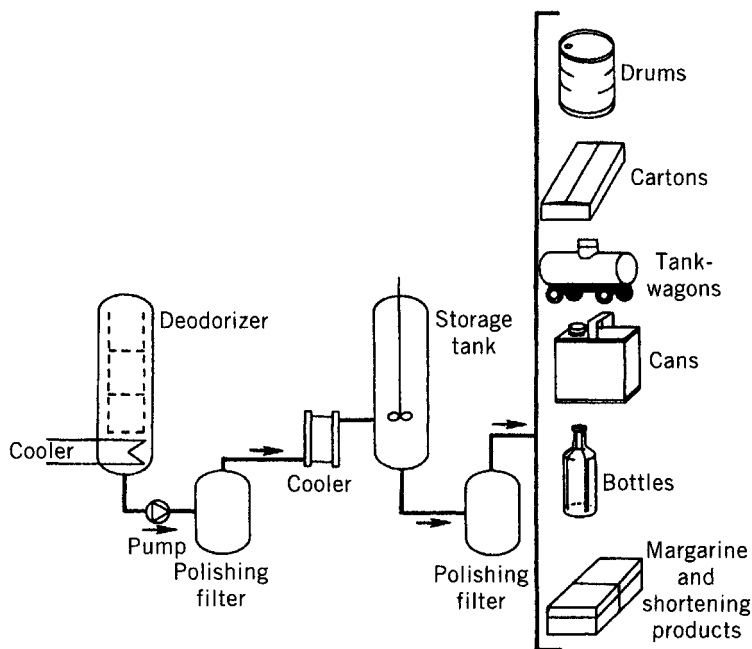 Drums
Cartons
Tank-
wagons
Deodorizer
Storage
tank
Cans
Cooler
Cooler
Bottles
Pump
Polishing
filter
Polishing
filter
Margarine
and
shortening
products